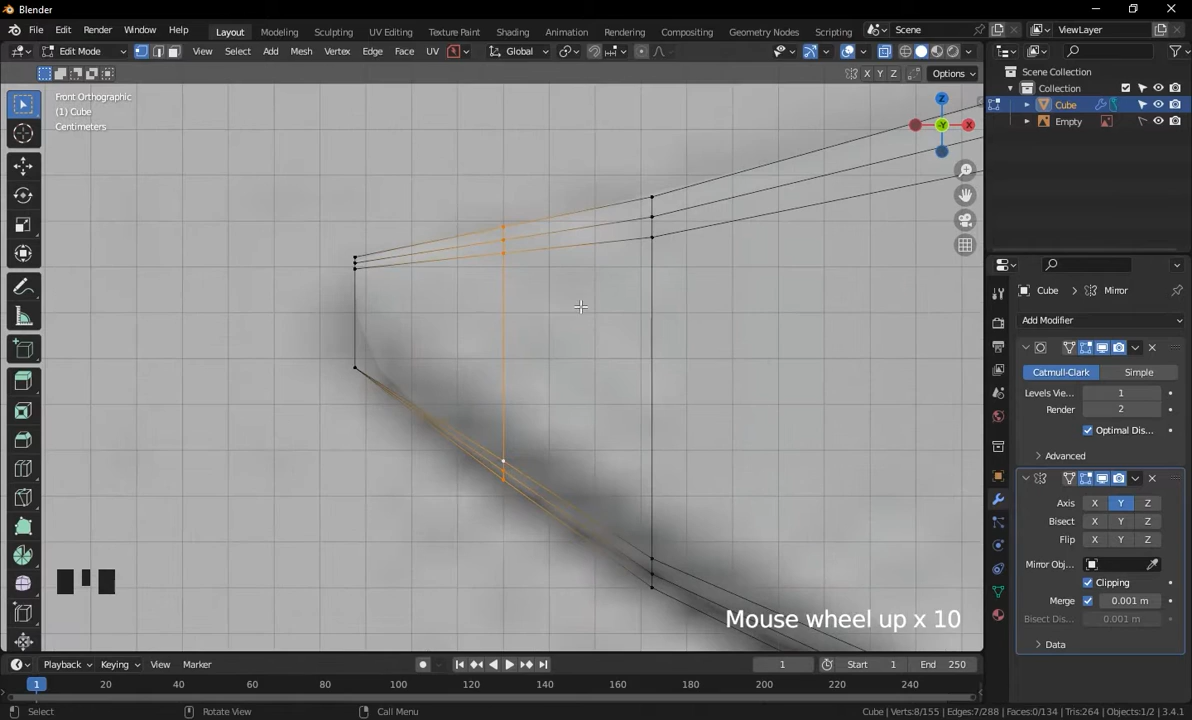 Blender
File Edit Render Window Help Layout Modeling Sculpting UV Editing Texture Paint Shading Animation Rendering Compositing Geometry Nodes Scripting Scene ViewLayer
Edit Mode View Select Add Mesh Vertex Edge Face UV Global
X Y Z Options
Front Orthographic
(1) Cube
Centimeters
Z
Y
X
Scene Collection
Collection
Cube
Empty
Cube Mirror
Add Modifier
Catmull-Clark Simple
Levels Vie... 1
Render 2
Optimal Dis...
Advanced
Axis X Y Z
Bisect X Y Z
Flip X Y Z
Mirror Obj...
Clipping
Merge 0.001 m
Bisect Dis... 0.001 m
Data
Mouse wheel up x 10
Playback Keying View Marker 1 Start 1 End 250
1 20 40 60 80 100 120 140 160 180 200 220 240
Select Rotate View Call Menu Cube | Verts:8/155 | Edges:7/288 | Faces:0/134 | Tris:264 | Objects:1/2 | 3.4.1